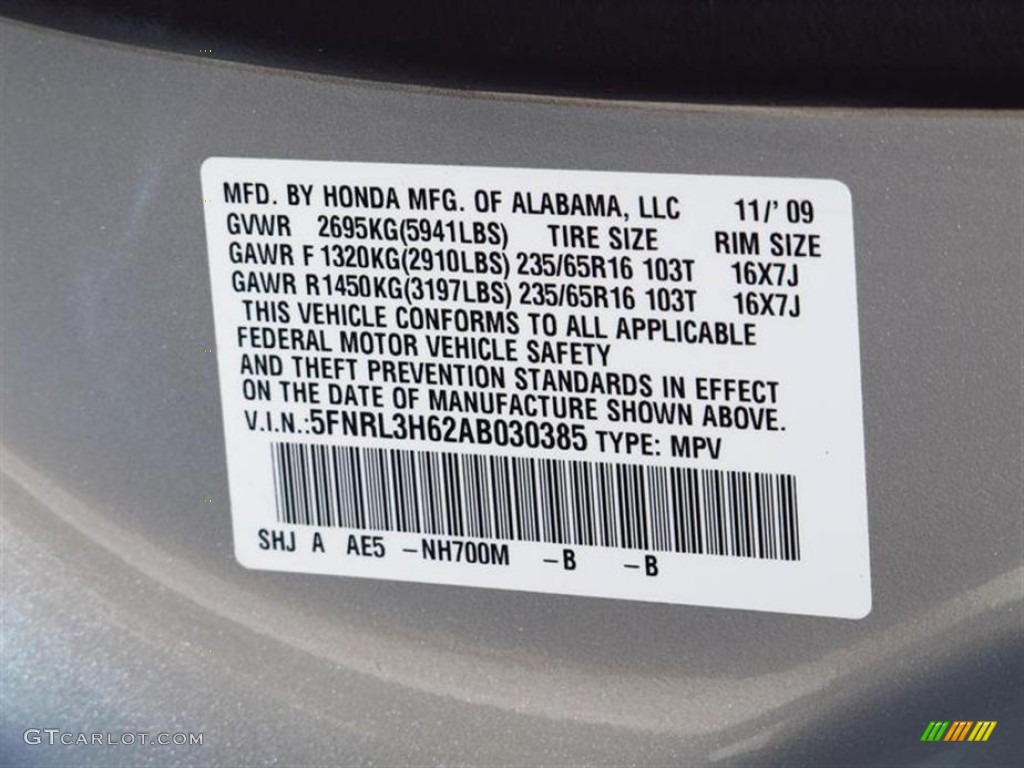 MFD. BY HONDA MFG. OF ALABAMA, LLC 11/' 09
GVWR 2695KG(5941LBS) TIRE SIZE RIM SIZE
GAWR F 1320KG(2910LBS) 235/65R16 103T 16X7J
GAWR R1450KG(3197LBS) 235/65R16 103T 16X7J
THIS VEHICLE CONFORMS TO ALL APPLICABLE
FEDERAL MOTOR VEHICLE SAFETY
AND THEFT PREVENTION STANDARDS IN EFFECT
ON THE DATE OF MANUFACTURE SHOWN ABOVE.
V.I.N.:5FNRL3H62AB030385 TYPE: MPV
SHJ A AE5 -NH700M -B -B
GTCARLOT.COM